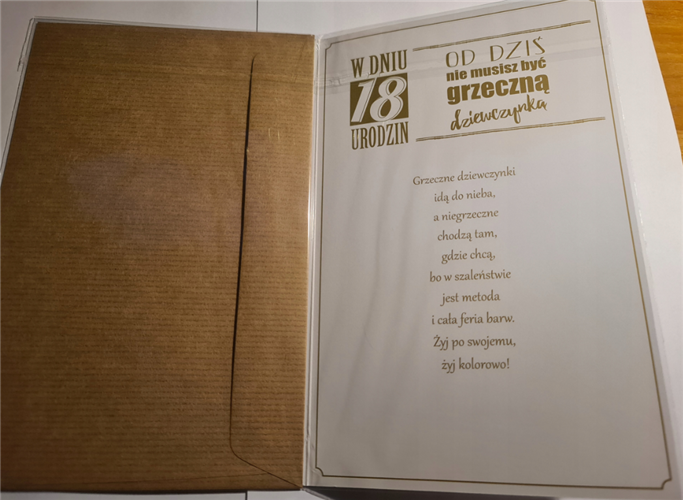 W DNIU
18
URODZIN
OD DZIŚ
nie musisz być
grzeczną
dziewczynką
Grzeczne dziewczynki
idą do nieba,
a niegrzeczne
chodzą tam,
gdzie chcą,
bo w szaleństwie
jest metoda
i cała feria barw.
Żyj po swojemu,
żyj kolorowo!